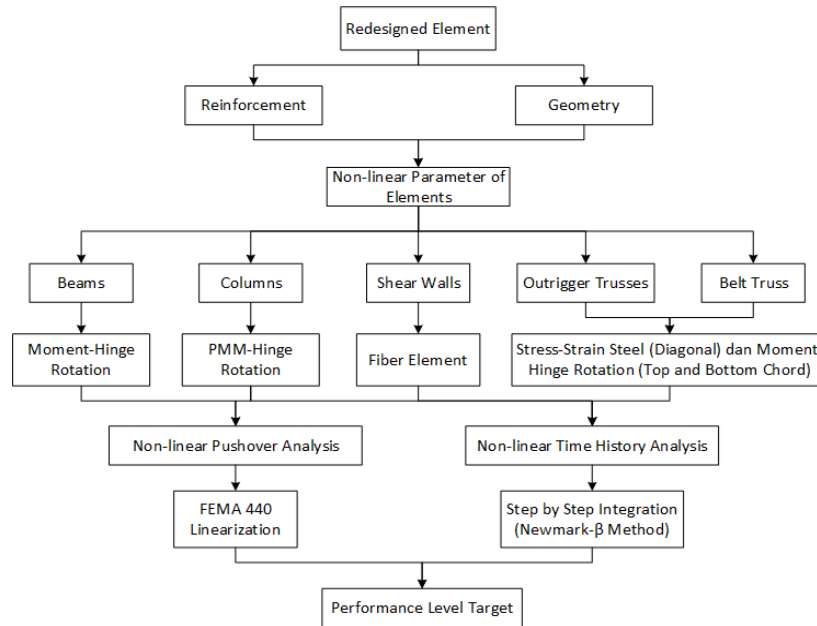 Redesigned Element
Reinforcement
Geometry
Non-linear Parameter of
Elements
Beams
Columns
Shear Walls
Outrigger Trusses
Belt Truss
Moment-Hinge
Rotation
PMM-Hinge
Rotation
Fiber Element
Stress-Strain Steel (Diagonal) dan Moment
Hinge Rotation (Top and Bottom Chord)
Non-linear Pushover Analysis
Non-linear Time History Analysis
FEMA 440
Linearization
Step by Step Integration
(Newmark-β Method)
Performance Level Target